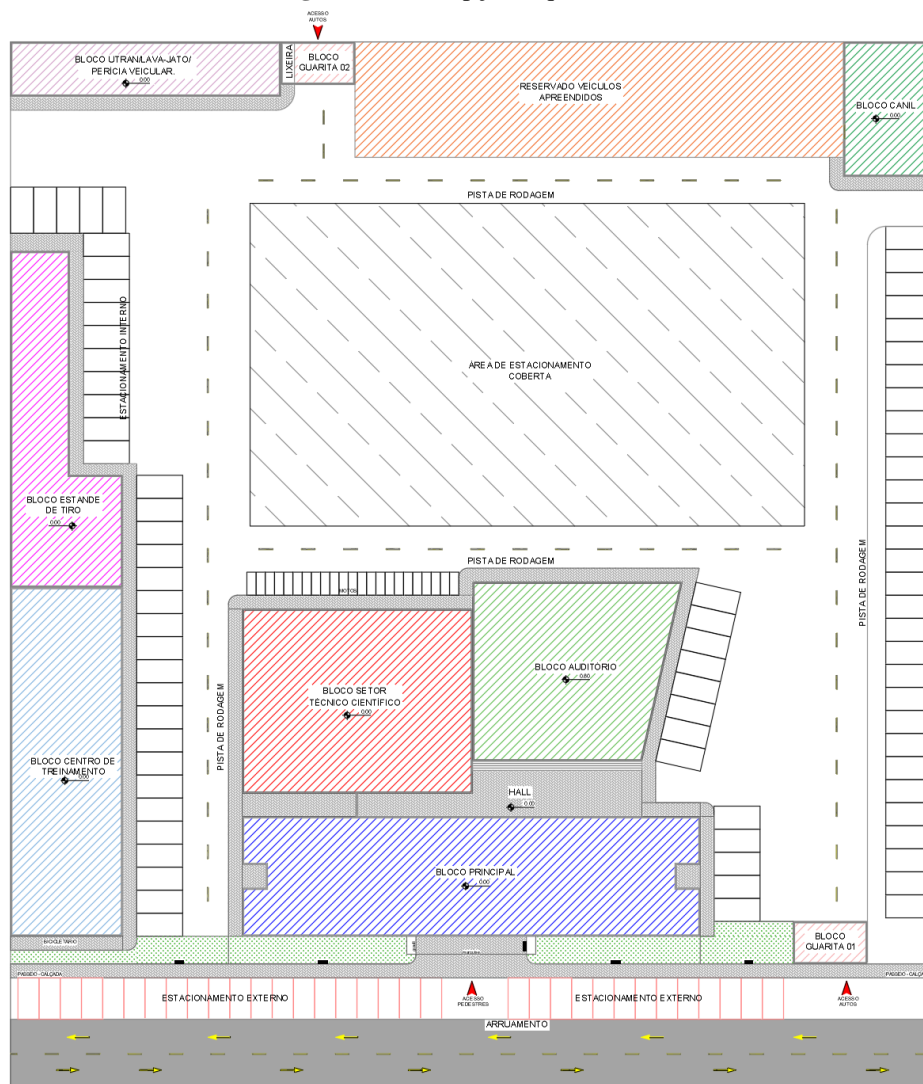 ACESSO
AUTOS
BLOCO UTRAN/LAVA-JATO/
PERÍCIA VEICULAR.
0.00
LIXEIRA
BLOCO
GUARITA 02
RESERVADO VEÍCULOS
APREENDIDOS
BLOCO CANIL
0.00
PISTA DE RODAGEM
ESTACIONAMENTO INTERNO
ÁREA DE ESTACIONAMENTO
COBERTA
BLOCO ESTANDE
DE TIRO
0.00
PISTA DE RODAGEM
PISTA DE RODAGEM
MOTOS
BLOCO AUDITÓRIO
0.80
BLOCO SETOR
TÉCNICO CIENTÍFICO
0.00
PISTA DE RODAGEM
BLOCO CENTRO DE
TREINAMENTO
0.00
HALL
0.00
BLOCO PRINCIPAL
0.00
BICICLETÁRIO
BLOCO
GUARITA 01
PASSEIO - CALÇADA
PASSEIO - CALÇADA
ESTACIONAMENTO EXTERNO
ACESSO
PEDESTRES
ESTACIONAMENTO EXTERNO
ACESSO
AUTOS
ARRUAMENTO